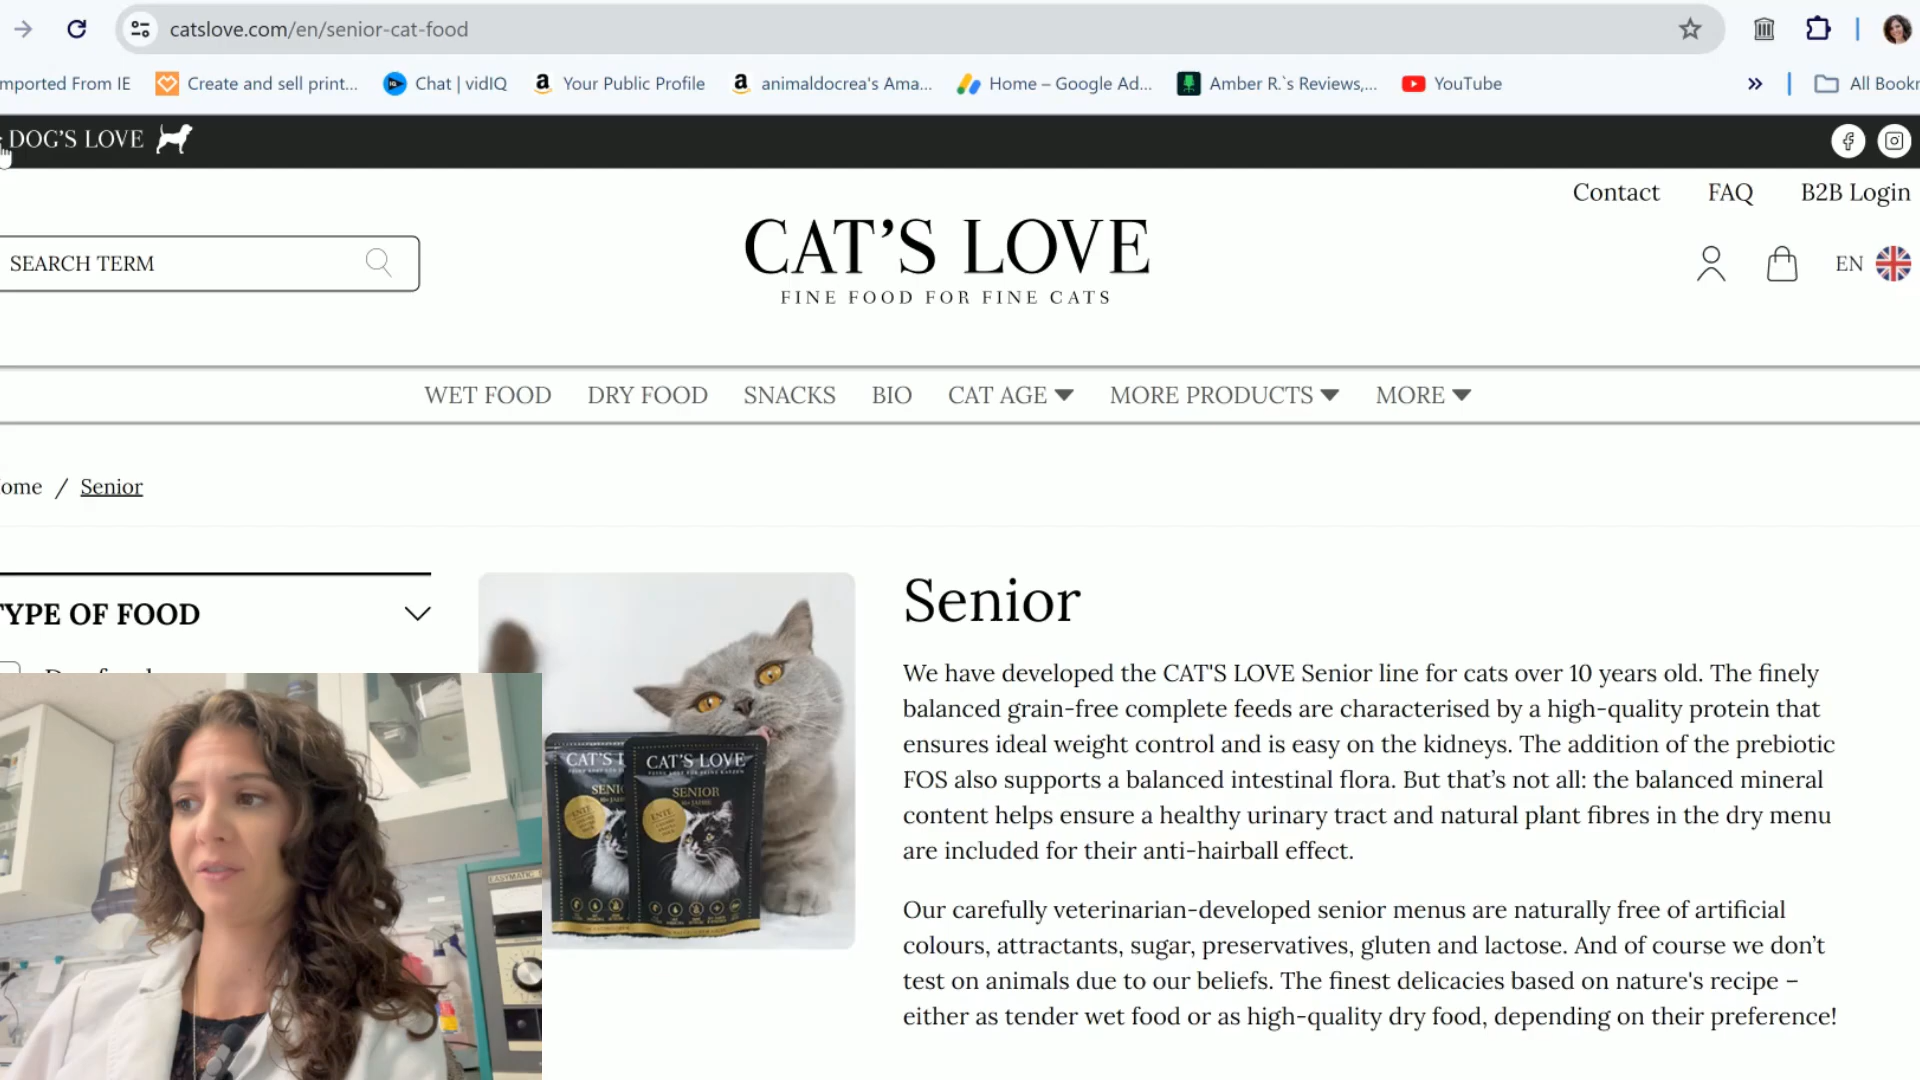 catslove.com/en/senior-cat-food
mported From IE
Create and sell print...
Chat | vidIQ
Your Public Profile
animaldocrea's Ama...
Home – Google Ad...
Amber R.`s Reviews,...
YouTube
All Bookr
DOG'S LOVE
Contact
FAQ
B2B Login
SEARCH TERM
CAT'S LOVE
FINE FOOD FOR FINE CATS
EN
WET FOOD
DRY FOOD
SNACKS
BIO
CAT AGE
MORE PRODUCTS
MORE
ome / Senior
TYPE OF FOOD
Senior
We have developed the CAT'S LOVE Senior line for cats over 10 years old. The finely
balanced grain-free complete feeds are characterised by a high-quality protein that
ensures ideal weight control and is easy on the kidneys. The addition of the prebiotic
FOS also supports a balanced intestinal flora. But that’s not all: the balanced mineral
content helps ensure a healthy urinary tract and natural plant fibres in the dry menu
are included for their anti-hairball effect.
Our carefully veterinarian-developed senior menus are naturally free of artificial
colours, attractants, sugar, preservatives, gluten and lactose. And of course we don’t
test on animals due to our beliefs. The finest delicacies based on nature's recipe –
either as tender wet food or as high-quality dry food, depending on their preference!
CAT'S L
SENI
ENTE
CAT'S LOVE
SENIOR
ENTE
EASYMATIC